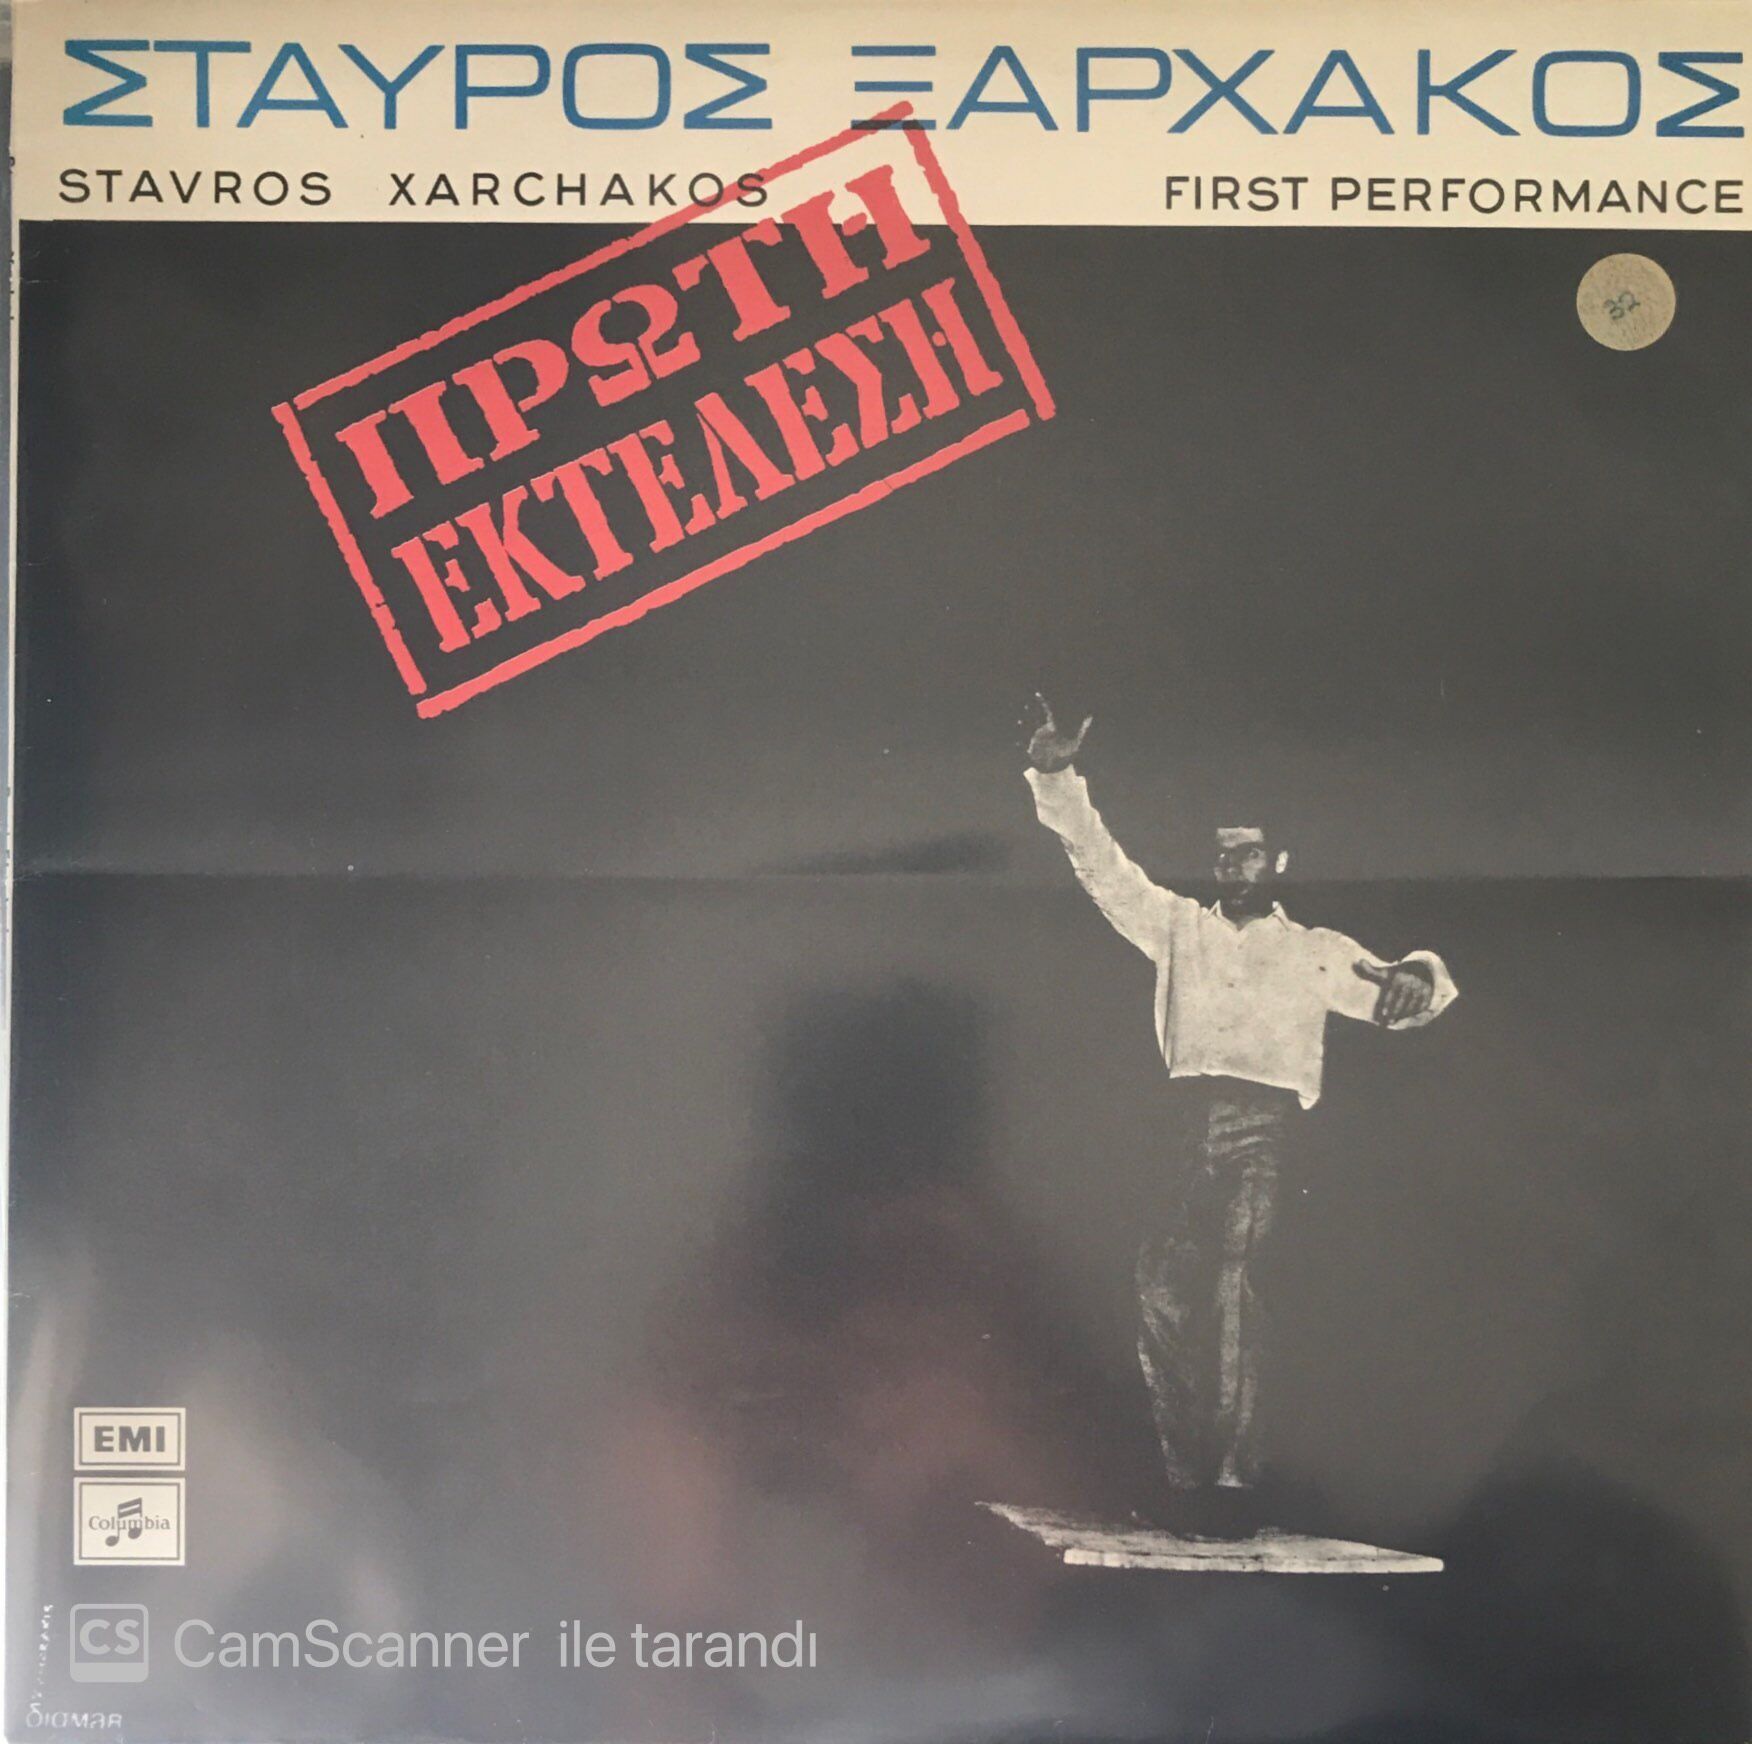 ΣΤΑΥΡΟΣ ΞΑΡΧΑΚΟΣ
STAVROS XARCHAKOS FIRST PERFORMANCE
ΠΡΩΤΗ
ΕΚΤΕΛΕΣΗ
32
EMI
Columbia
CS CamScanner ile tarandı